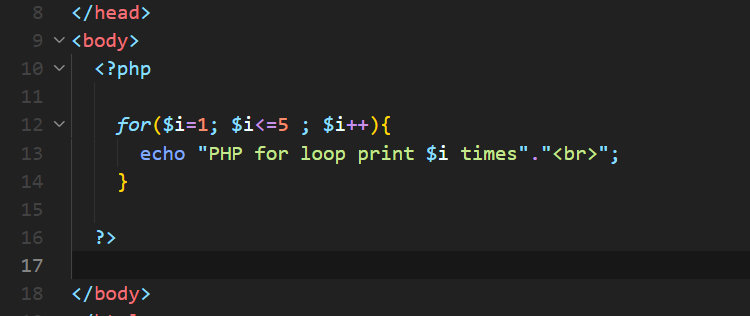 8 </head>
9 <body>
10 <?php
11
12 for($i=1; $i<=5 ; $i++){
13 echo "PHP for loop print $i times"."<br>";
14 }
15
16 ?>
17
18 </body>